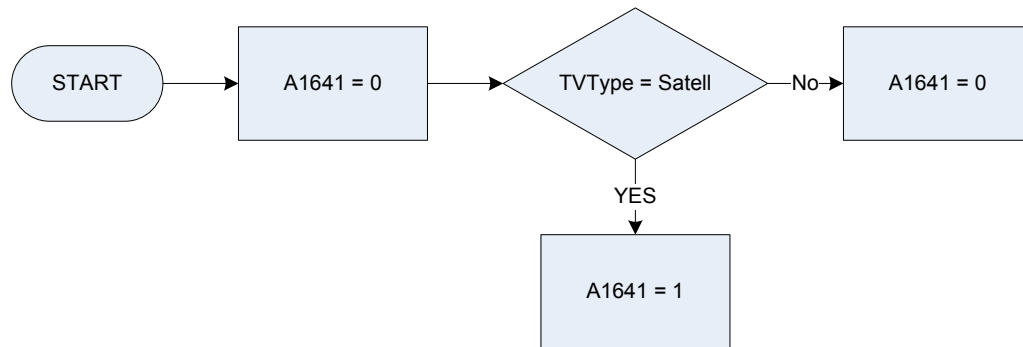 START
A1641 = 0
TVType = Satell
No
A1641 = 0
YES
A1641 = 1